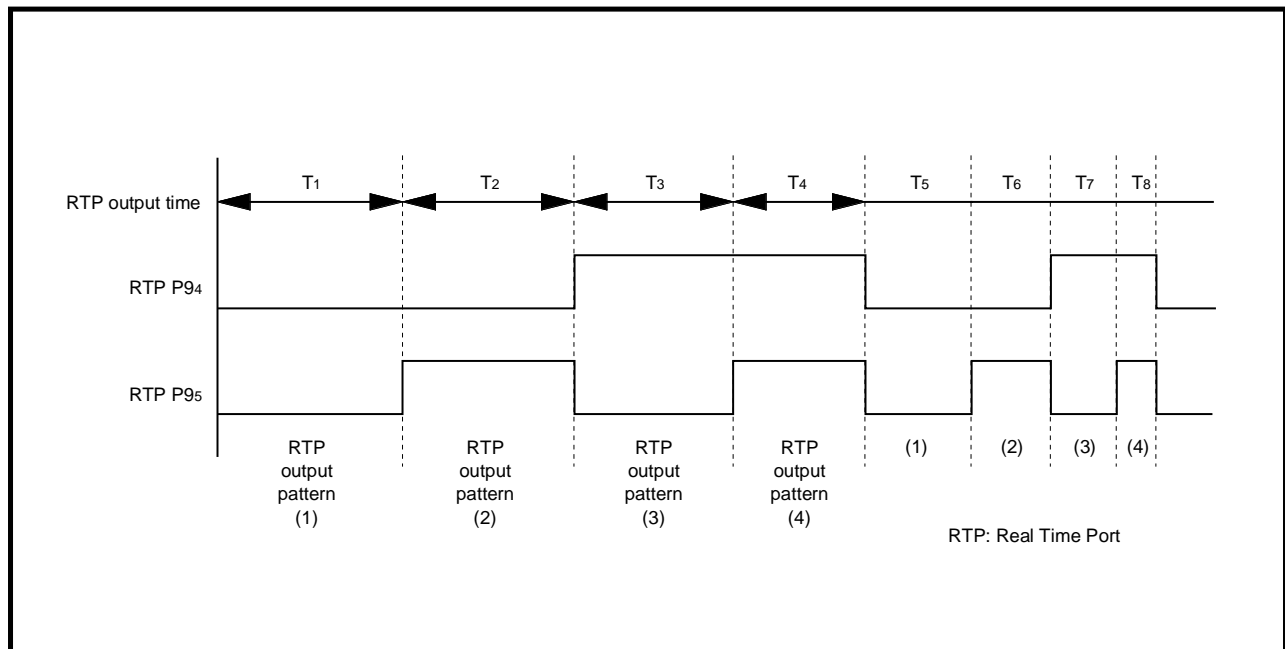 T1 T2 T3 T4 T5 T6 T7 T8
RTP output time
RTP P94
RTP P95
RTP
output
pattern
(1)
RTP
output
pattern
(2)
RTP
output
pattern
(3)
RTP
output
pattern
(4)
(1) (2) (3) (4)
RTP: Real Time Port